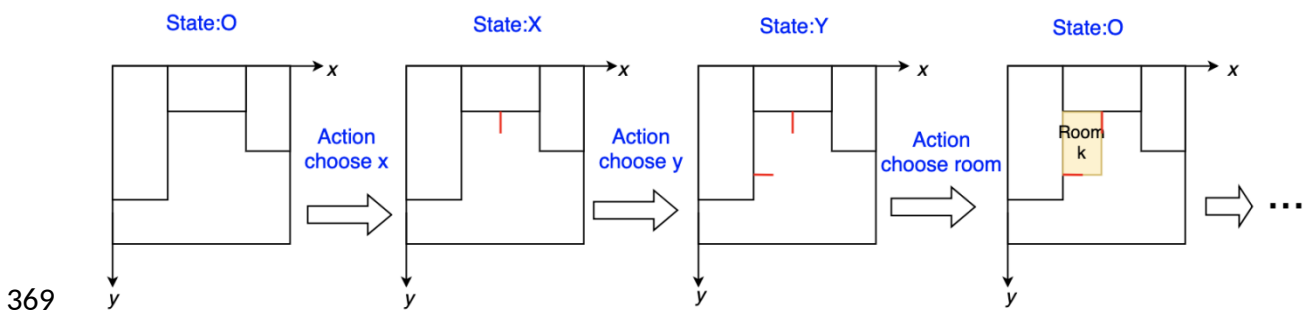 State:O
State:X
State:Y
State:O
x
x
x
x
Action
choose x
Action
choose y
Action
choose room
Room
k
...
y
y
y
y
369